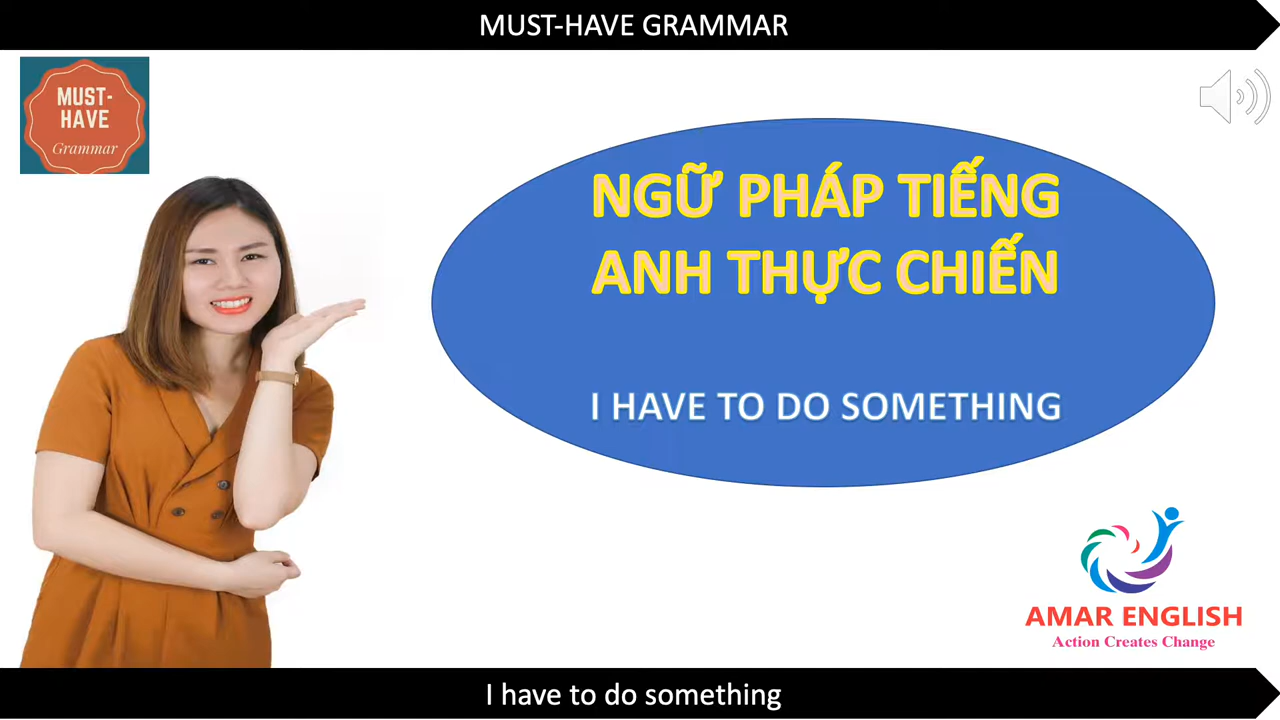 MUST-HAVE GRAMMAR
MUST-
HAVE
Grammar
NGỮ PHÁP TIẾNG
ANH THỰC CHIẾN
I HAVE TO DO SOMETHING
AMAR ENGLISH
Action Creates Change
I have to do something